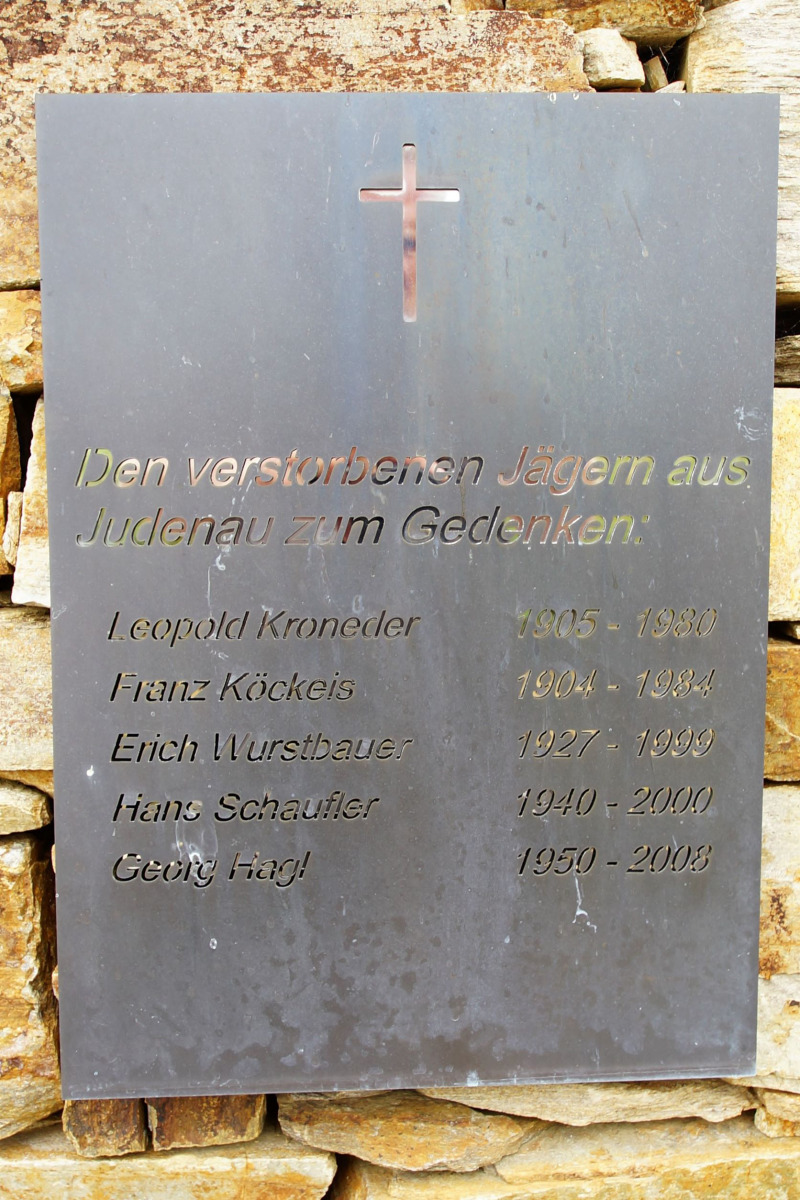 Den verstorbenen Jägern aus
Judenau zum Gedenken:
Leopold Kroneder 1905 - 1980
Franz Köckeis 1904 - 1984
Erich Wurstbauer 1927 - 1999
Hans Schaufler 1940 - 2000
Georg Hagl 1950 - 2008